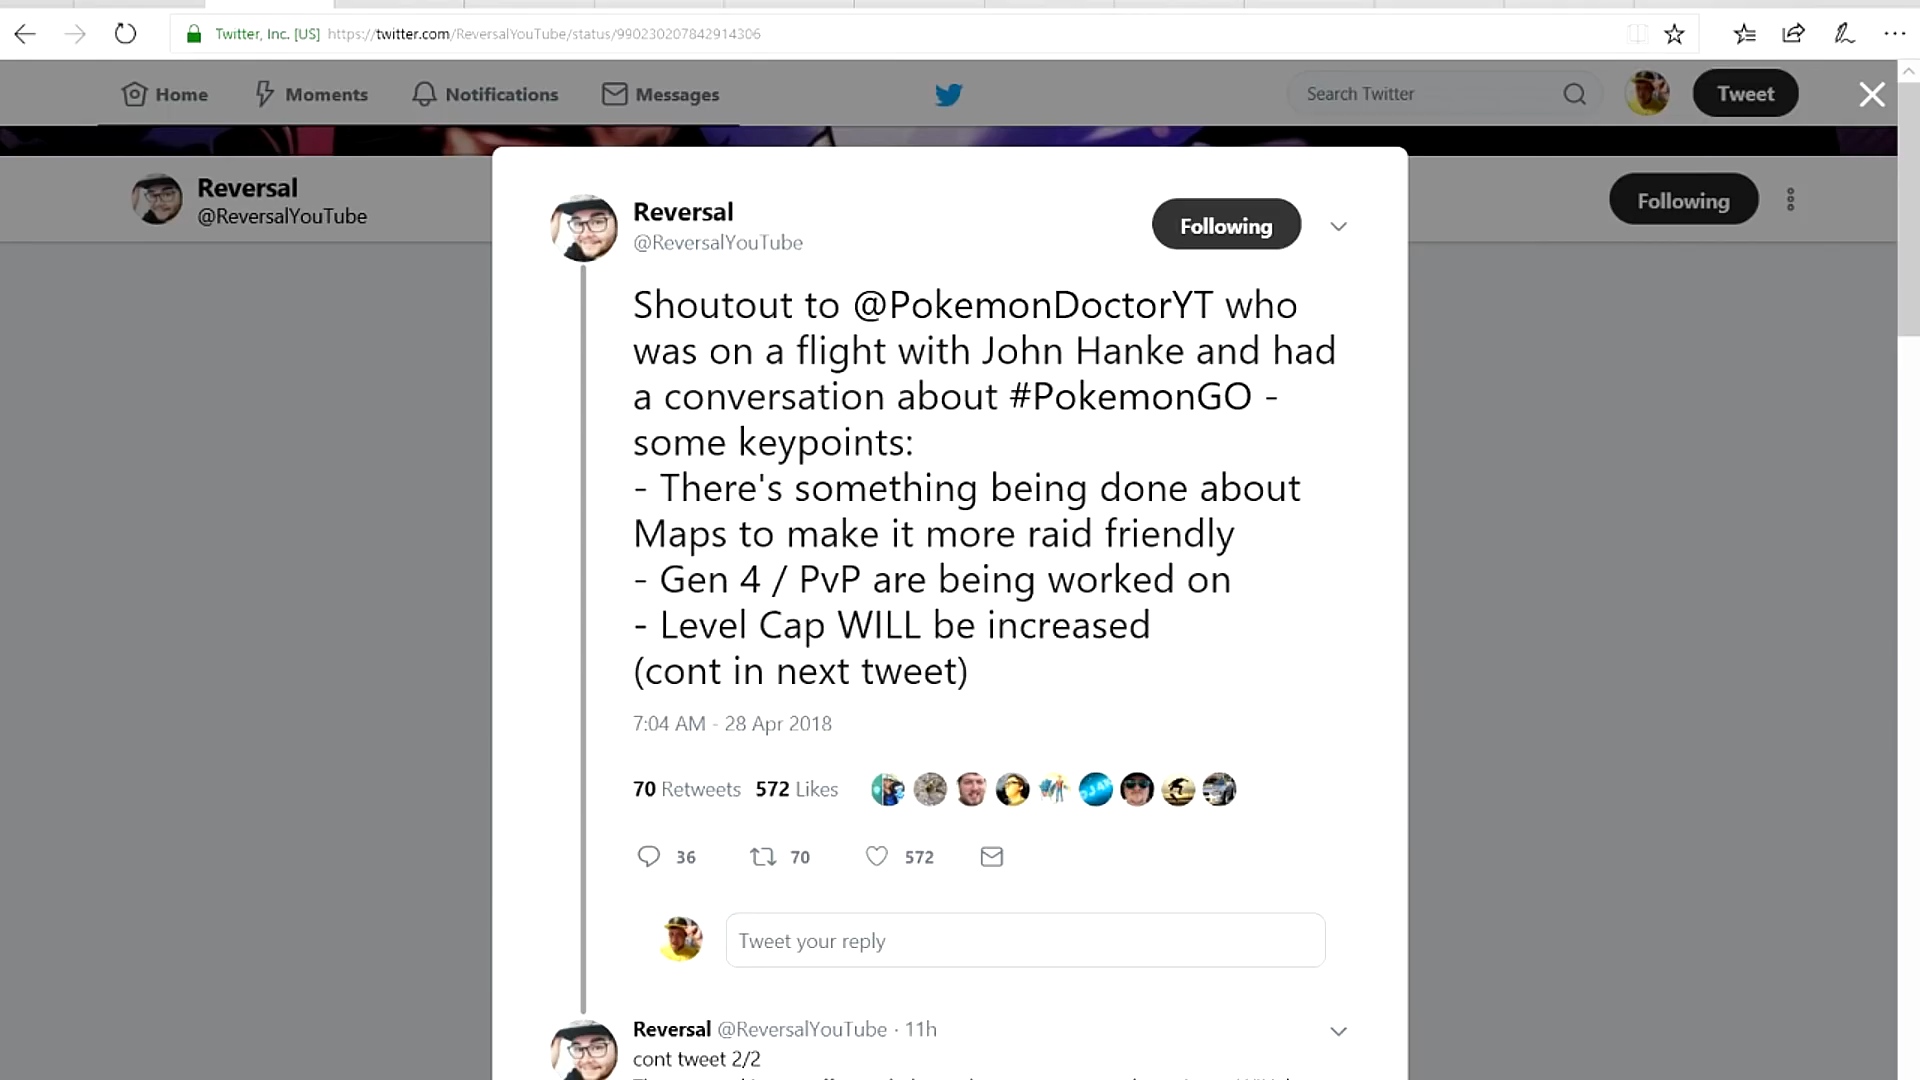 Twitter, Inc. [US] https://twitter.com/ReversalYouTube/status/990230207842914306
Home Moments Notifications Messages Search Twitter Tweet
Reversal
@ReversalYouTube
Following
Reversal
@ReversalYouTube
Following
Shoutout to @PokemonDoctorYT who
was on a flight with John Hanke and had
a conversation about #PokemonGO -
some keypoints:
- There's something being done about
Maps to make it more raid friendly
- Gen 4 / PvP are being worked on
- Level Cap WILL be increased
(cont in next tweet)
7:04 AM - 28 Apr 2018
70 Retweets 572 Likes
36 70 572
Tweet your reply
Reversal @ReversalYouTube · 11h
cont tweet 2/2